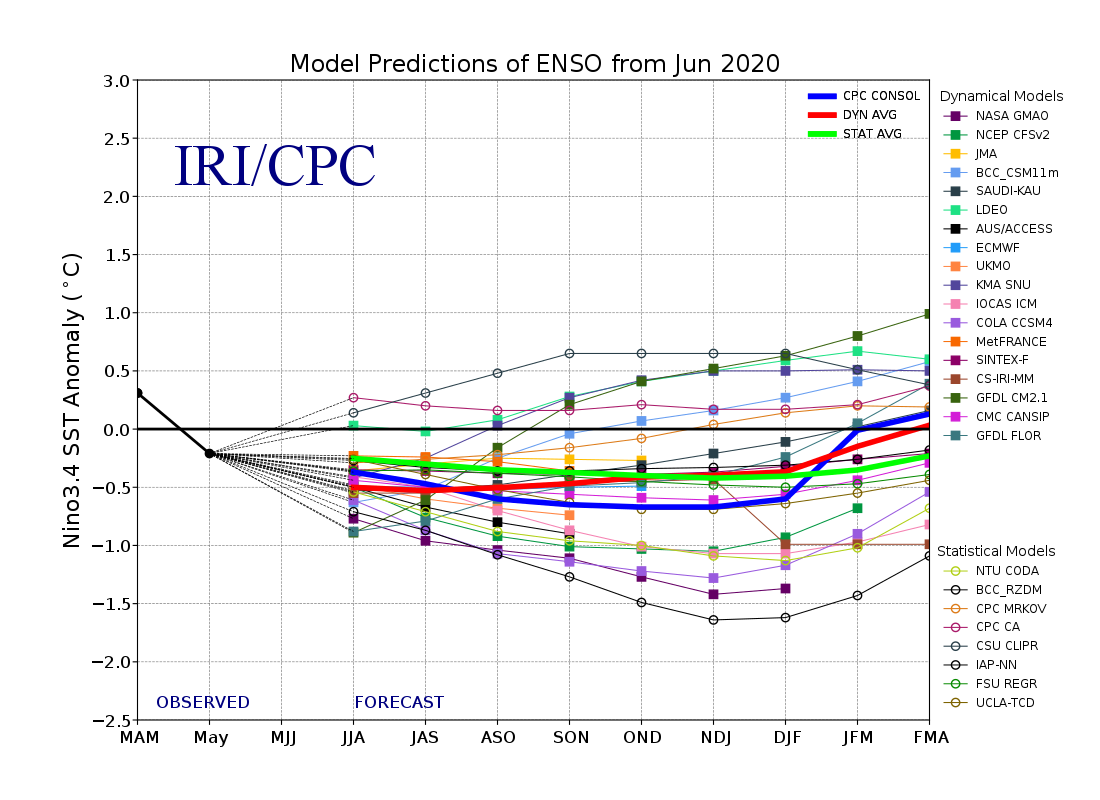 Model Predictions of ENSO from Jun 2020
Nino3.4 SST Anomaly (°C)
3.0
2.5
2.0
1.5
1.0
0.5
0.0
−0.5
−1.0
−1.5
−2.0
−2.5
IRI/CPC
CPC CONSOL
DYN AVG
STAT AVG
OBSERVED
FORECAST
MAM May MJJ JJA JAS ASO SON OND NDJ DJF JFM FMA
Dynamical Models
NASA GMAO
NCEP CFSv2
JMA
BCC_CSM11m
SAUDI-KAU
LDEO
AUS/ACCESS
ECMWF
UKMO
KMA SNU
IOCAS ICM
COLA CCSM4
MetFRANCE
SINTEX-F
CS-IRI-MM
GFDL CM2.1
CMC CANSIP
GFDL FLOR
Statistical Models
NTU CODA
BCC_RZDM
CPC MRKOV
CPC CA
CSU CLIPR
IAP-NN
FSU REGR
UCLA-TCD